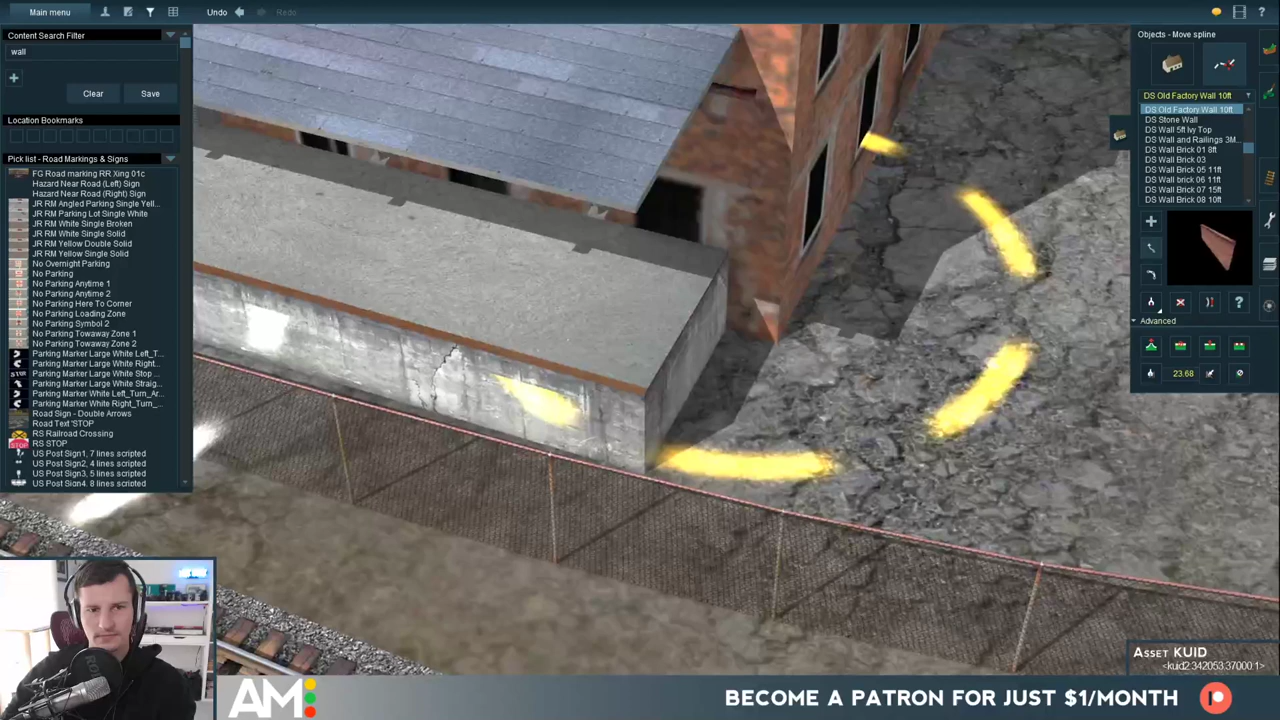 Main menu
Undo
Redo
?
Content Search Filter
wall
Clear
Save
Location Bookmarks
Pick list - Road Markings & Signs
FG Road marking RR Xing 01c
Hazard Near Road (Left) Sign
Hazard Near Road (Right) Sign
JR RM Angled Parking Single Yell...
JR RM Parking Lot Single White
JR RM White Single Broken
JR RM White Single Solid
JR RM Yellow Double Solid
JR RM Yellow Single Solid
No Overnight Parking
No Parking
No Parking Anytime 1
No Parking Anytime 2
No Parking Here To Corner
No Parking Loading Zone
No Parking Symbol 2
No Parking Towaway Zone 1
No Parking Towaway Zone 2
Parking Marker Large White Left_T...
Parking Marker Large White Right...
Parking Marker Large White Stop ...
Parking Marker Large White Straig...
Parking Marker White Left_Turn_Ar...
Parking Marker White Right_Turn_...
Road Sign - Double Arrows
Road Text 'STOP
RS Railroad Crossing
RS STOP
US Post Sign1, 7 lines scripted
US Post Sign2, 4 lines scripted
US Post Sign3, 5 lines scripted
US Post Sign4, 8 lines scripted
Objects - Move spline
DS Old Factory Wall 10ft
DS Old Factory Wall 10ft
DS Stone Wall
DS Wall 5ft Ivy Top
DS Wall and Railings 3M...
DS Wall Brick 01 8ft
DS Wall Brick 03
DS Wall Brick 05 11ft
DS Wall brick 06 11ft
DS Wall Brick 07 15ft
DS Wall Brick 08 10ft
?
Advanced
23.68
ASSET KUID
<kuid2:342053:37000:1>
AM
BECOME A PATRON FOR JUST $1/MONTH